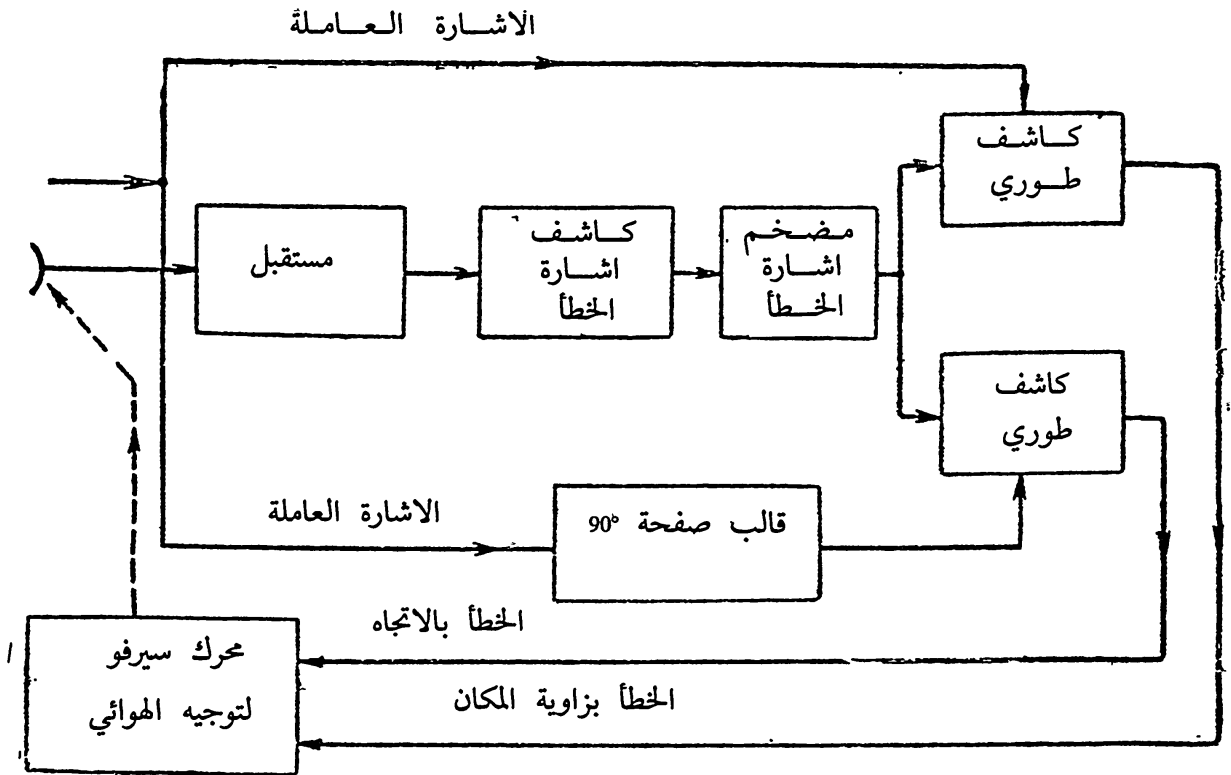 الاشارة العاملة
كاشف
طوري
مستقبل
كاشف
اشارة
الخطأ
مضخم
اشارة
الخطأ
كاشف
طوري
الاشارة العاملة
قالب صفحة 90°
الخطأ بالاتجاه
محرك سيرفو
لتوجيه الهوائي
الخطأ بزاوية المكان